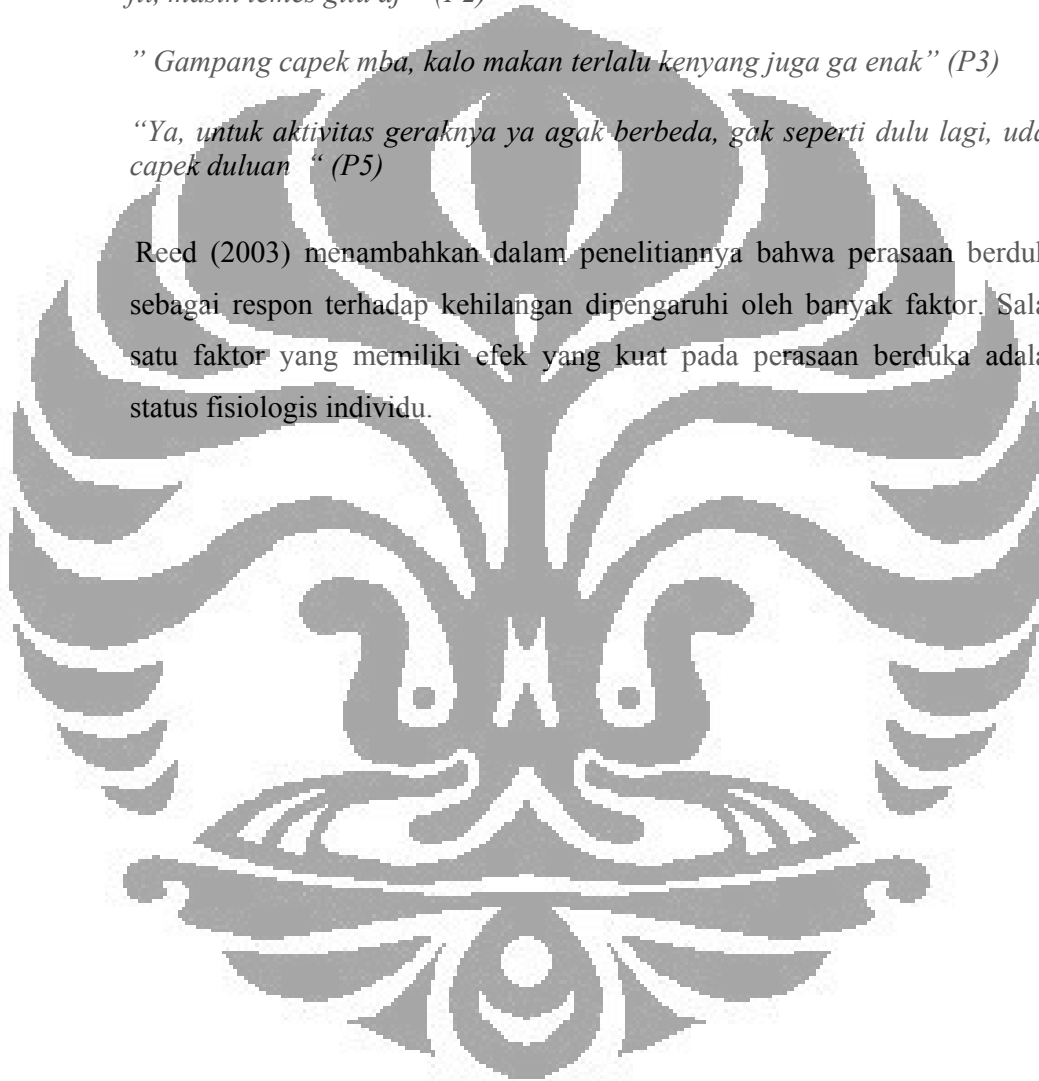 ” Gampang capek mba, kalo makan terlalu kenyang juga ga enak” (P3)
“Ya, untuk aktivitas geraknya ya agak berbeda, gak seperti dulu lagi,
capek duluan “ (P5)
Reed (2003) menambahkan dalam penelitiannya bahwa perasaan
sebagai respon terhadap kehilangan dipengaruhi oleh banyak faktor.
satu faktor yang memiliki efek yang kuat pada perasaan berduka
status fisiologis individu.